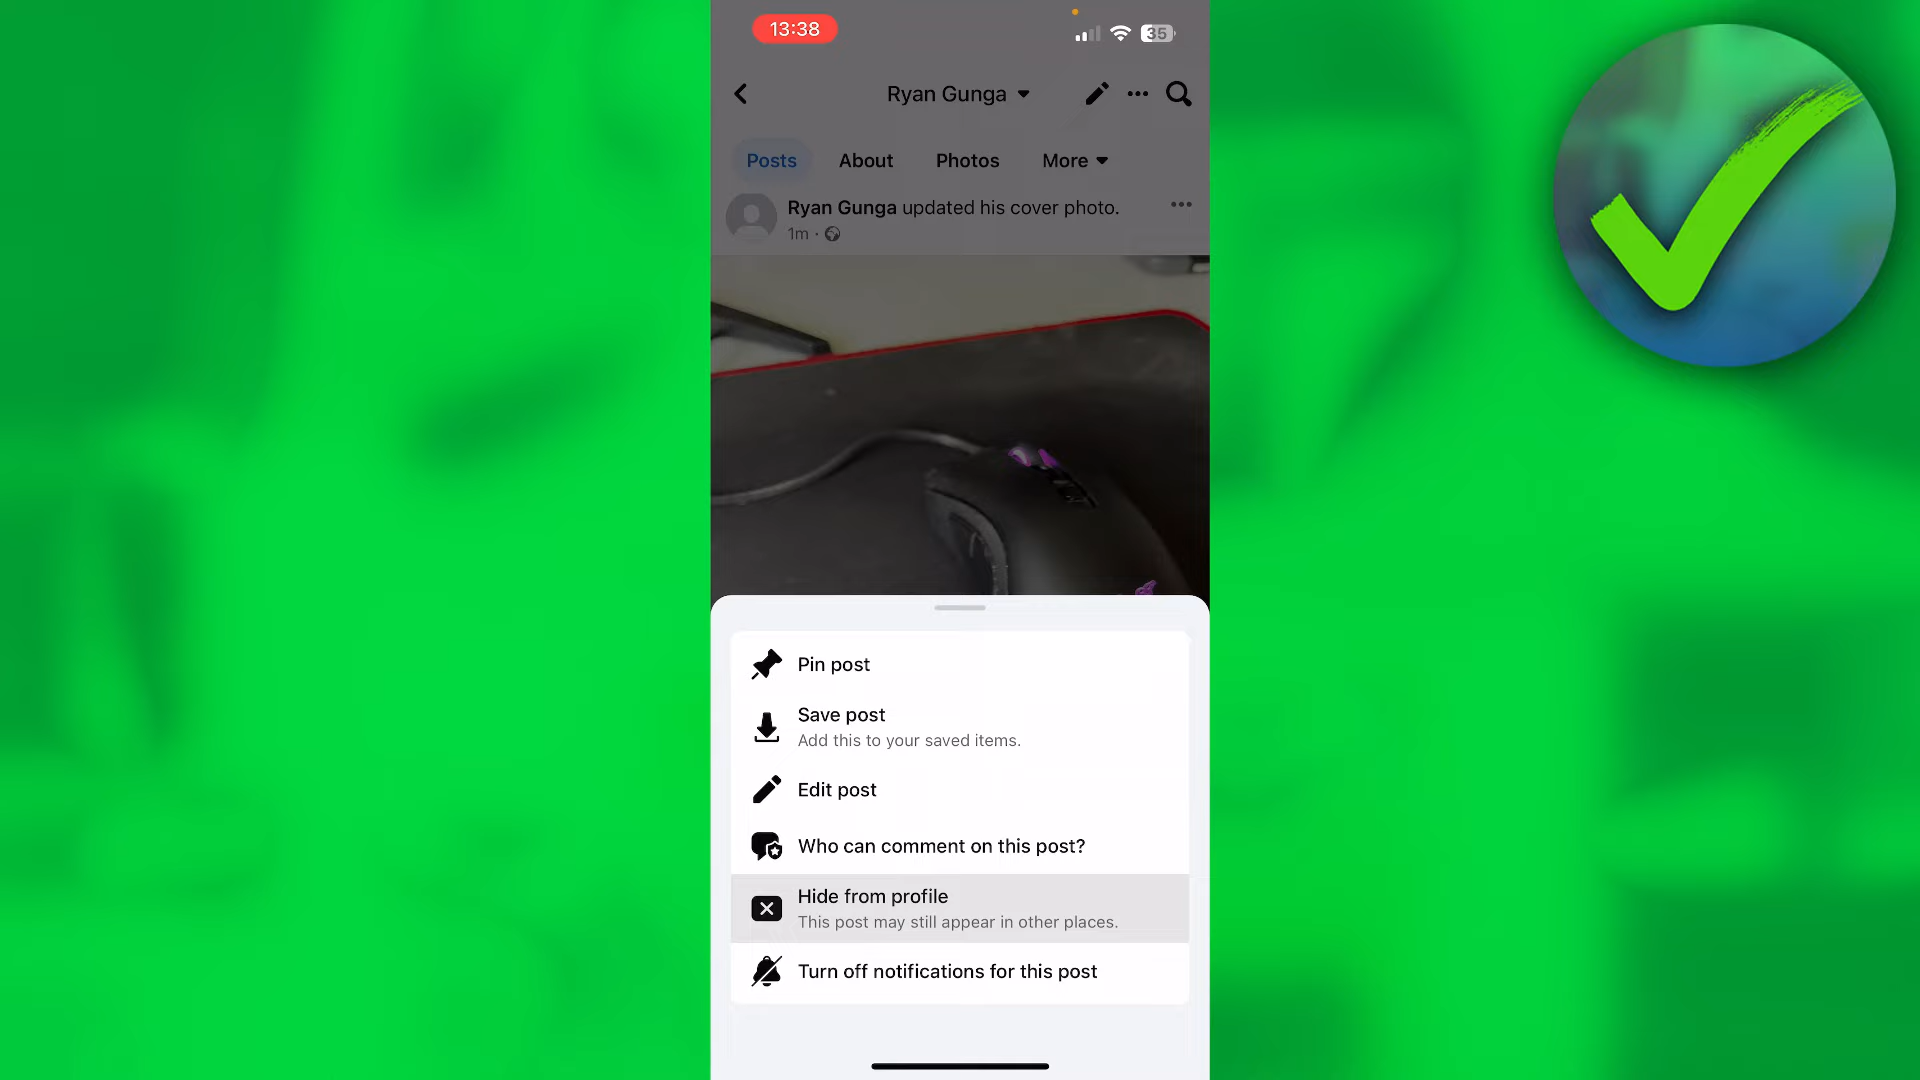 13:38
35
Ryan Gunga
Posts About Photos More
Ryan Gunga updated his cover photo.
1m ·
Pin post
Save post
Add this to your saved items.
Edit post
Who can comment on this post?
Hide from profile
This post may still appear in other places.
Turn off notifications for this post